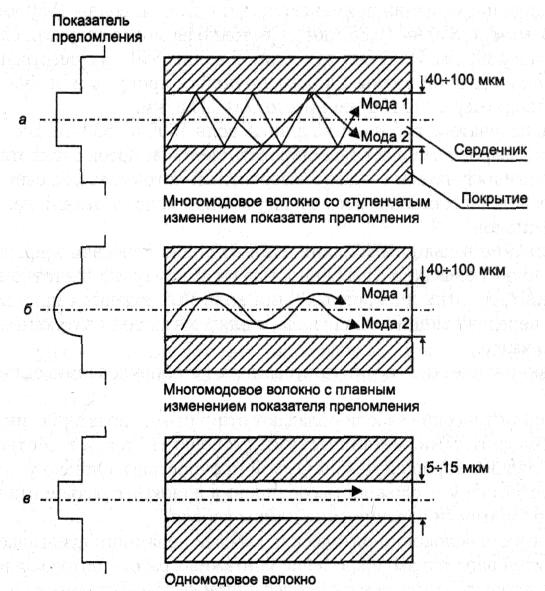 Показатель
преломления
а
40÷100 мкм
Мода 1
Мода 2
Сердечник
Покрытие
Многомодовое волокно со ступенчатым
изменением показателя преломления
б
40÷100 мкм
Мода 1
Мода 2
Многомодовое волокно с плавным
изменением показателя преломления
в
5÷15 мкм
Одномодовое волокно